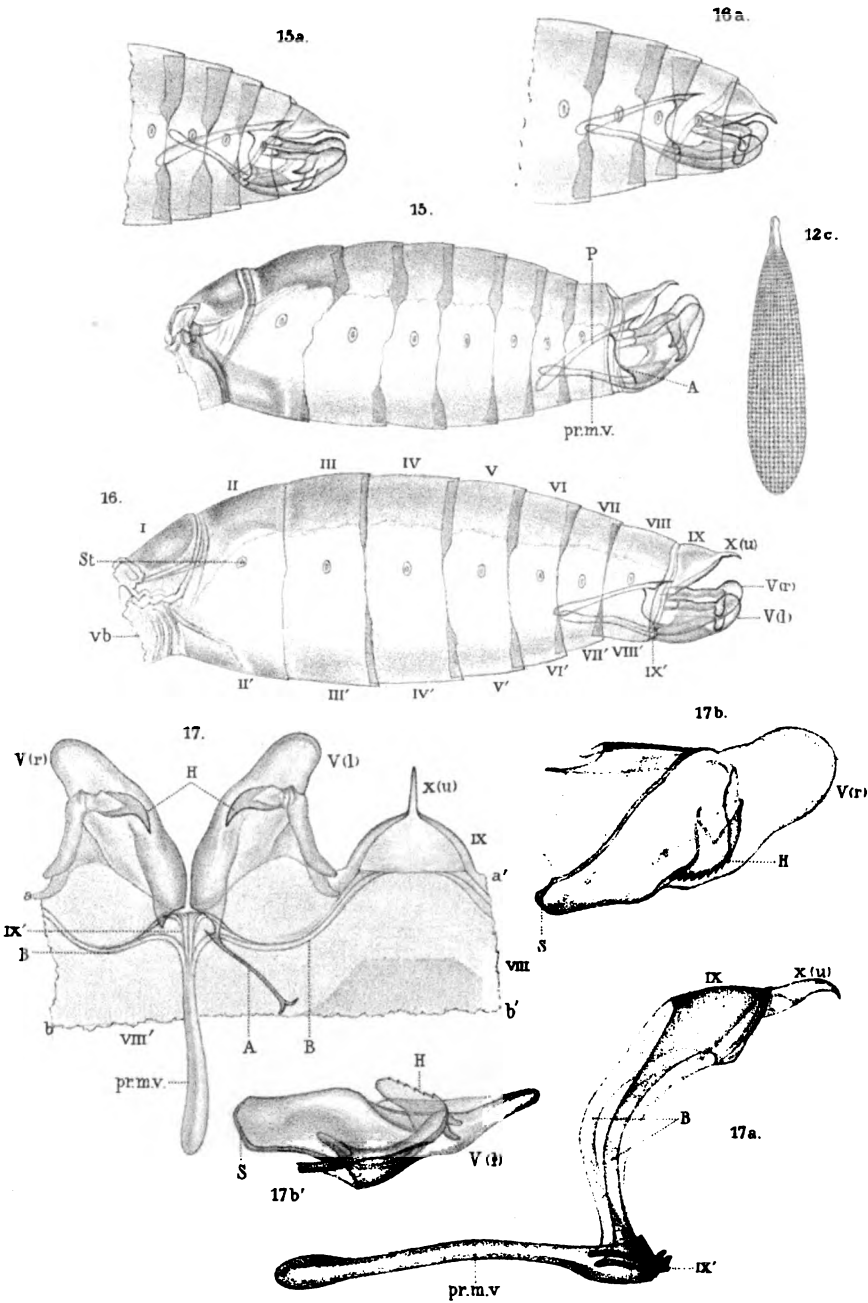 15a.
16a.
15.
12c.
P
A
pr.m.v.
16.
I
II
III
IV
V
VI
VII
VIII
IX
X(u)
St
V(r)
V(l)
vb
II'
III'
IV'
V'
VI'
VII'
VIII'
IX'
17.
V(r)
H
V(l)
X(u)
IX
a
a'
IX'
B
VIII
b
VIII'
A
B
b'
pr.m.v.
17b.
V(r)
H
S
H
S
V(l)
17b'
IX
X(u)
B
17a.
IX'
pr.m.v